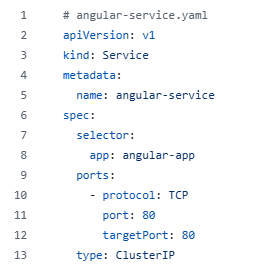 1 # angular-service.yaml
2 apiVersion: v1
3 kind: Service
4 metadata:
5   name: angular-service
6 spec:
7   selector:
8     app: angular-app
9   ports:
10     - protocol: TCP
11       port: 80
12       targetPort: 80
13   type: ClusterIP